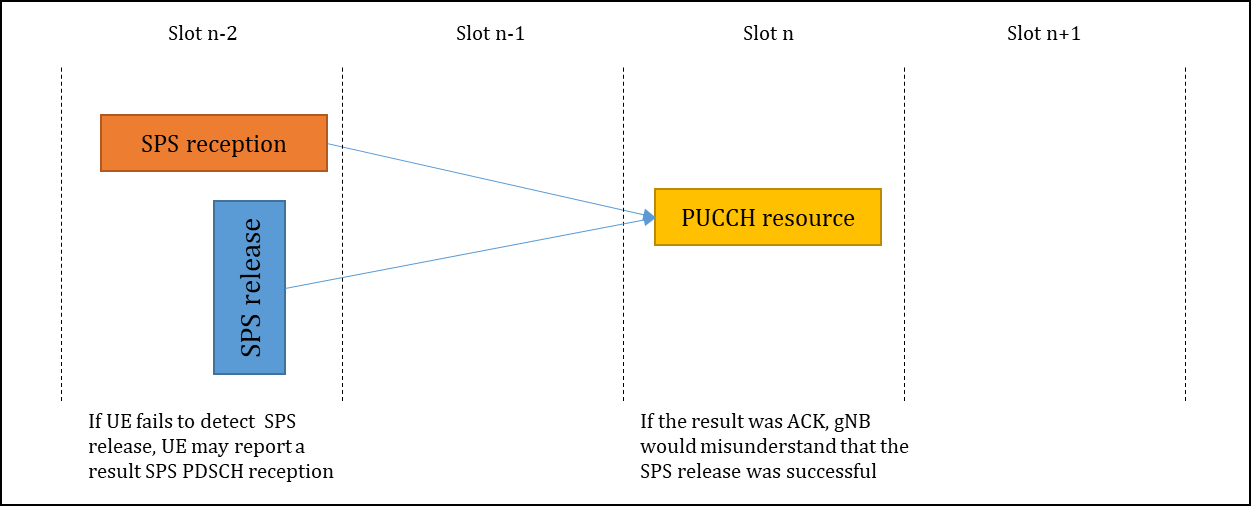 Slot n-2
Slot n-1
Slot n
Slot n+1
SPS reception
SPS release
PUCCH resource
If UE fails to detect  SPS
release, UE may report a
result SPS PDSCH reception
If the result was ACK, gNB
would misunderstand that the
SPS release was successful